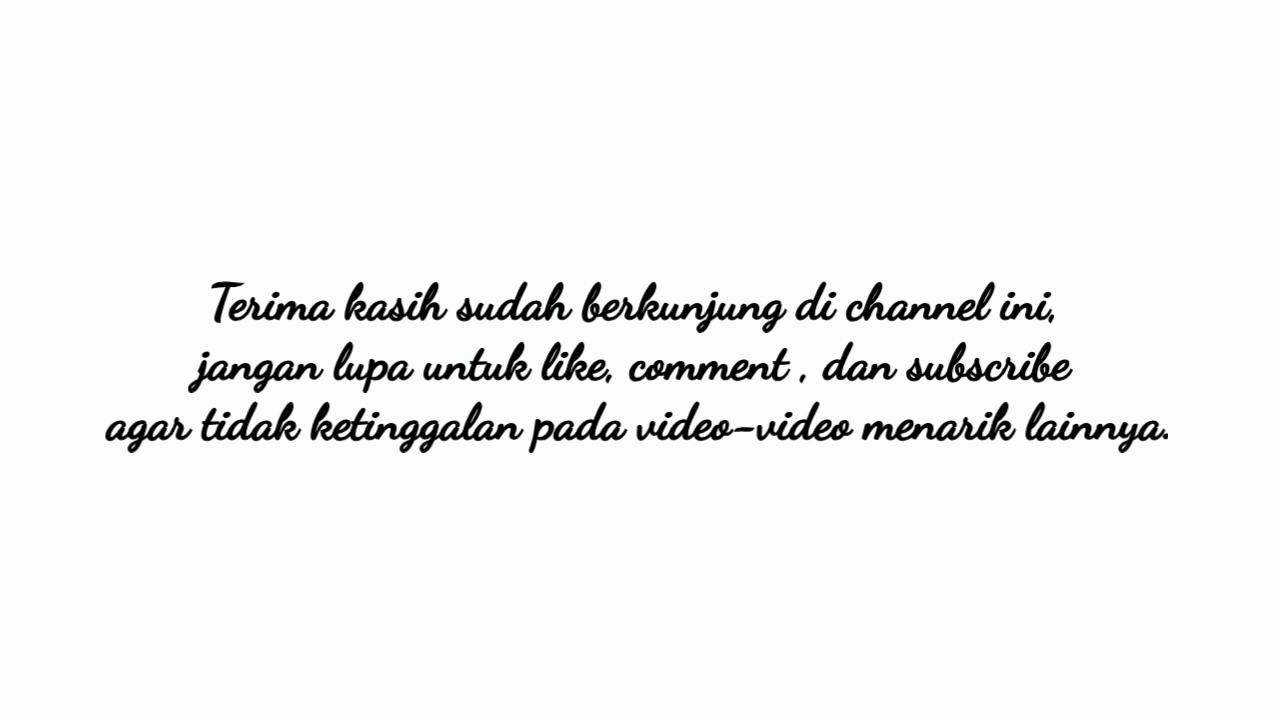 Terima kasih sudah berkunjung di channel ini,
jangan lupa untuk like, comment , dan subscribe
agar tidak ketinggalan pada video-video menarik lainnya.